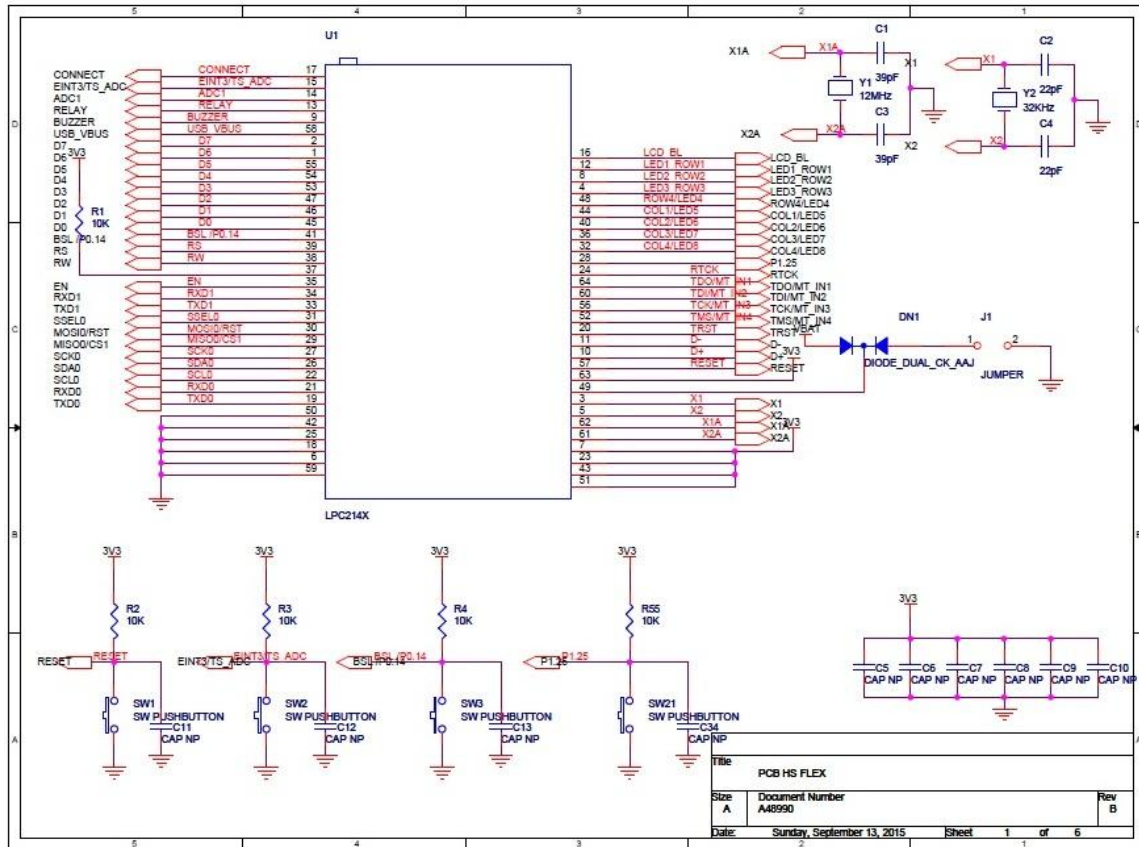 5 4 3 2 1
U1
CONNECT CONNECT 17
EINT3/TS_ADC EINT3/TS_ADC 15
ADC1 ADC1 14
RELAY RELAY 13
BUZZER BUZZER 9
USB_VBUS USB_VBUS 58
D7 D7 2
D6 D6 1
D5 D5 55
D4 D4 54
D3 D3 53
D2 D2 47
D1 D1 46
D0 D0 45
BSL /P0.14 BSL /P0.14 41
RS RS 39
RW RW 38
37
3V3
R1
10K
EN EN 35
RXD1 RXD1 34
TXD1 TXD1 33
SSEL0 SSEL0 31
MOSI0/RST MOSI0/RST 30
MISO0/CS1 MISO0/CS1 29
SCK0 SCK0 27
SDA0 SDA0 26
SCL0 SCL0 22
RXD0 RXD0 21
TXD0 TXD0 19
50
42
25
18
6
59
16 LCD_BL LCD_BL
12 LED1_ROW1 LED1_ROW1
8 LED2_ROW2 LED2_ROW2
4 LED3_ROW3 LED3_ROW3
48 ROW4/LED4 ROW4/LED4
44 COL1/LED5 COL1/LED5
40 COL2/LED6 COL2/LED6
36 COL3/LED7 COL3/LED7
32 COL4/LED8 COL4/LED8
28 P1.25
24 RTCK RTCK
64 TDO/MT_IN1 TDO/MT_IN1
60 TDI/MT_IN2 TDI/MT_IN2
56 TCK/MT_IN3 TCK/MT_IN3
52 TMS/MT_IN4 TMS/MT_IN4
20 TRST TRST
11 D- D-
10 D+ D+
57 RESET RESET
63 3V3
49
3 X1 X1
5 X2 X2
62 X1A X1A
61 X2A X2A
7 3V3
23
43
51
LPC214X
X1A X1A
C1
39pF
Y1
12MHz
C3
39pF
X2A X2A
X1 X1
C2
22pF
Y2
32KHz
C4
22pF
X2 X2
VBAT
DN1
DIODE_DUAL_CK_AAJ
J1
1 2
JUMPER
3V3
R2
10K
RESET RESET
SW1
SW PUSHBUTTON
C11
CAP NP
3V3
R3
10K
EINT3/TS_ADC EINT3/TS_ADC
SW2
SW PUSHBUTTON
C12
CAP NP
3V3
R4
10K
BSL /P0.14 BSL /P0.14
SW3
SW PUSHBUTTON
C13
CAP NP
3V3
R55
10K
P1.25 P1.25
SW21
SW PUSHBUTTON
C34
CAP NP
3V3
C5 C6 C7 C8 C9 C10
CAP NP CAP NP CAP NP CAP NP CAP NP CAP NP
D D
C C
B B
A A
Title
PCB HS FLEX
Size Document Number Rev
A A48990 B
Date: Sunday, September 13, 2015 Sheet 1 of 6
5 4 3 2 1